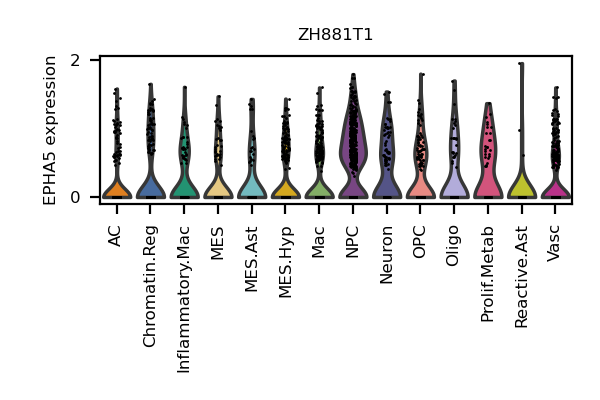 ZH881T1
EPHA5 expression
2
0
AC
Chromatin.Reg
Inflammatory.Mac
MES
MES.Ast
MES.Hyp
Mac
NPC
Neuron
OPC
Oligo
Prolif.Metab
Reactive.Ast
Vasc